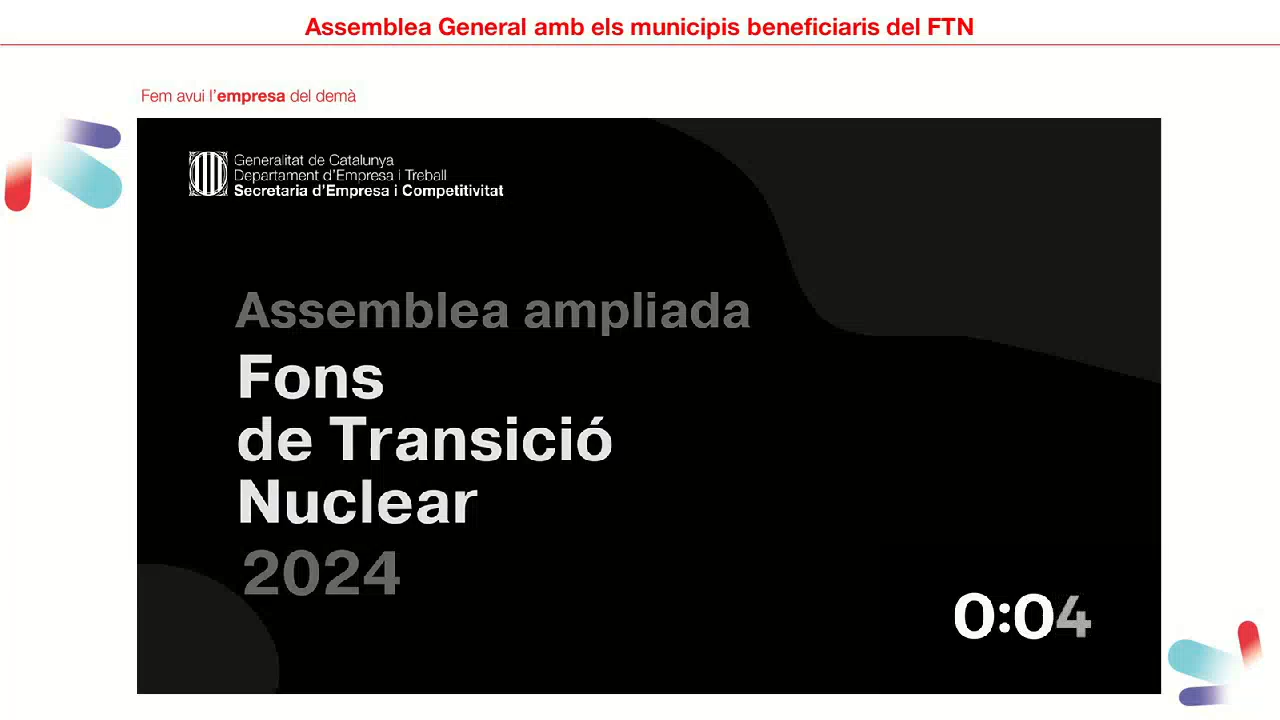 Assemblea General amb els municipis beneficiaris del FTN
Fem avui l'empresa del demà
Generalitat de Catalunya
Departament d'Empresa i Treball
Secretaria d'Empresa i Competitivitat
Assemblea ampliada
Fons
de Transició
Nuclear
2024
0:04